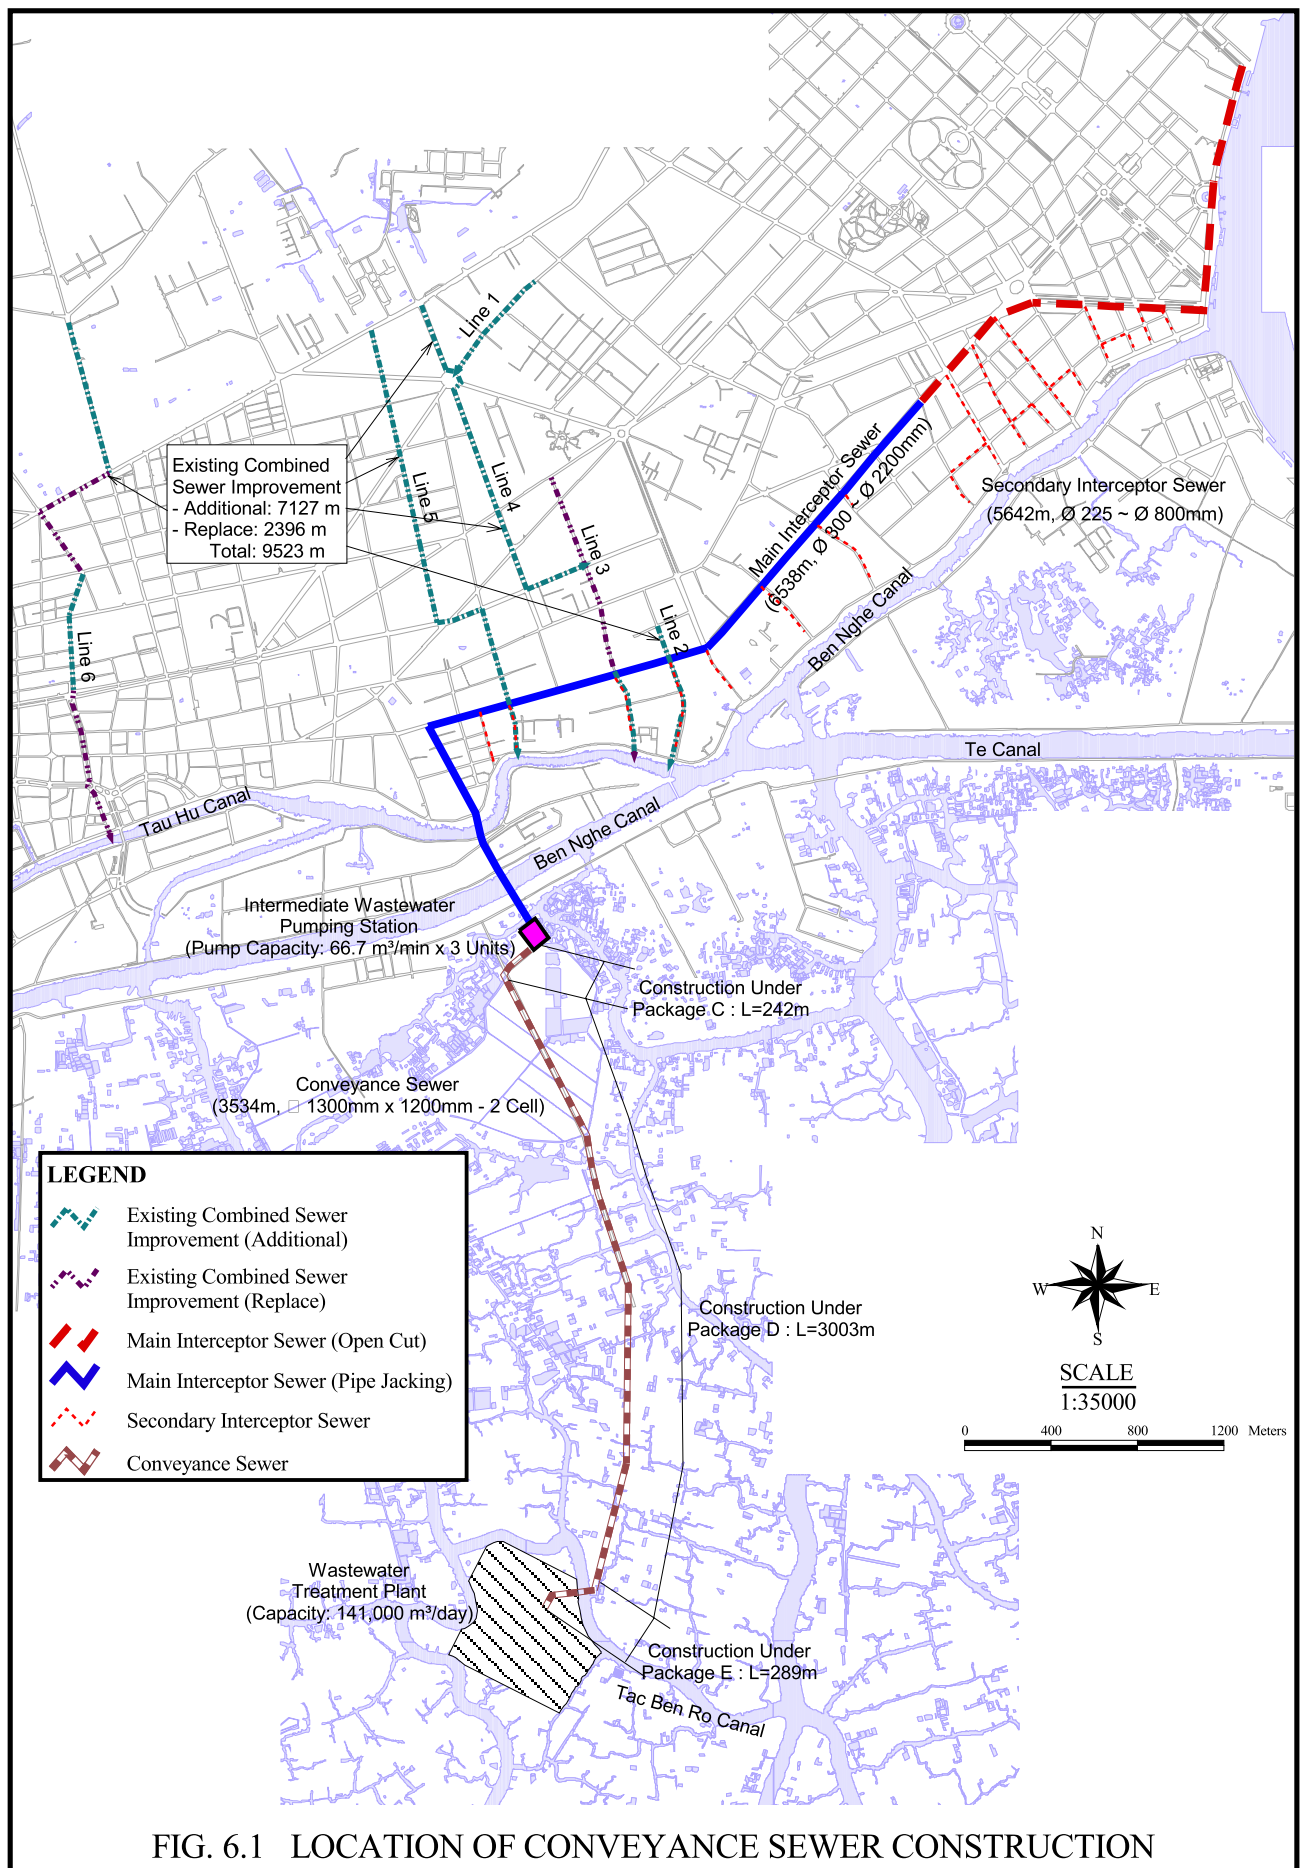 Line 1
Existing Combined
Sewer Improvement
- Additional: 7127 m
- Replace: 2396 m
Total: 9523 m
Line 5
Line 4
Line 3
Line 2
Line 6
Main Interceptor Sewer
(6538m, Ø 300 ~ Ø 2200mm)
Secondary Interceptor Sewer
(5642m, Ø 225 ~ Ø 800mm)
Ben Nghe Canal
Te Canal
Tau Hu Canal
Ben Nghe Canal
Intermediate Wastewater
Pumping Station
(Pump Capacity: 66.7 m³/min x 3 Units)
Construction Under
Package C : L=242m
Conveyance Sewer
(3534m, □ 1300mm x 1200mm - 2 Cell)
LEGEND
Existing Combined Sewer
Improvement (Additional)
Existing Combined Sewer
Improvement (Replace)
Main Interceptor Sewer (Open Cut)
Main Interceptor Sewer (Pipe Jacking)
Secondary Interceptor Sewer
Conveyance Sewer
N
W
E
S
Construction Under
Package D : L=3003m
SCALE
1:35000
0 400 800 1200 Meters
Wastewater
Treatment Plant
(Capacity: 141,000 m³/day)
Construction Under
Package E : L=289m
Tac Ben Ro Canal
FIG. 6.1 LOCATION OF CONVEYANCE SEWER CONSTRUCTION